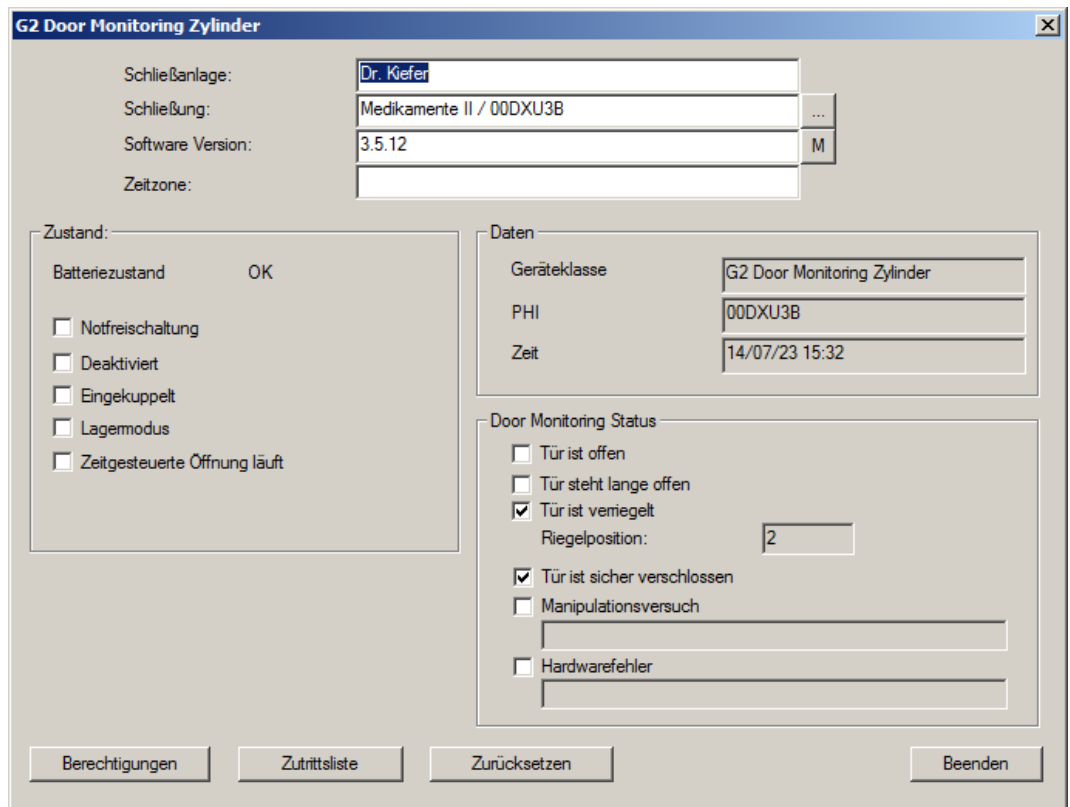 G2 Door Monitoring Zylinder
Schließanlage: Dr. Kiefer
Schließung: Medikamente II / 00DXU3B ...
Software Version: 3.5.12 M
Zeitzone:
Zustand:
Batteriezustand OK
Notfreischaltung
Deaktiviert
Eingekuppelt
Lagermodus
Zeitgesteuerte Öffnung läuft
Daten
Geräteklasse G2 Door Monitoring Zylinder
PHI 00DXU3B
Zeit 14/07/23 15:32
Door Monitoring Status
Tür ist offen
Tür steht lange offen
Tür ist verriegelt
Riegelposition: 2
Tür ist sicher verschlossen
Manipulationsversuch
Hardwarefehler
Berechtigungen Zutrittsliste Zurücksetzen Beenden